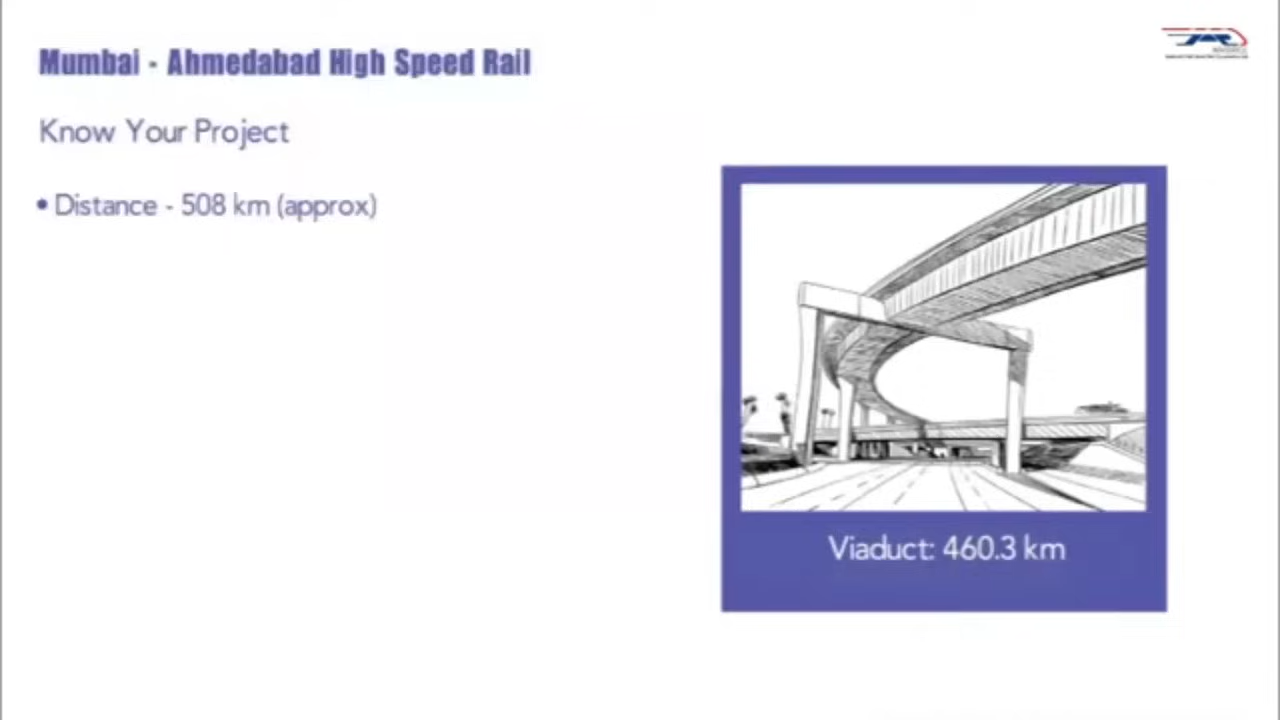 Mumbai - Ahmedabad High Speed Rail
Know Your Project
• Distance - 508 km (approx)
Viaduct: 460.3 km